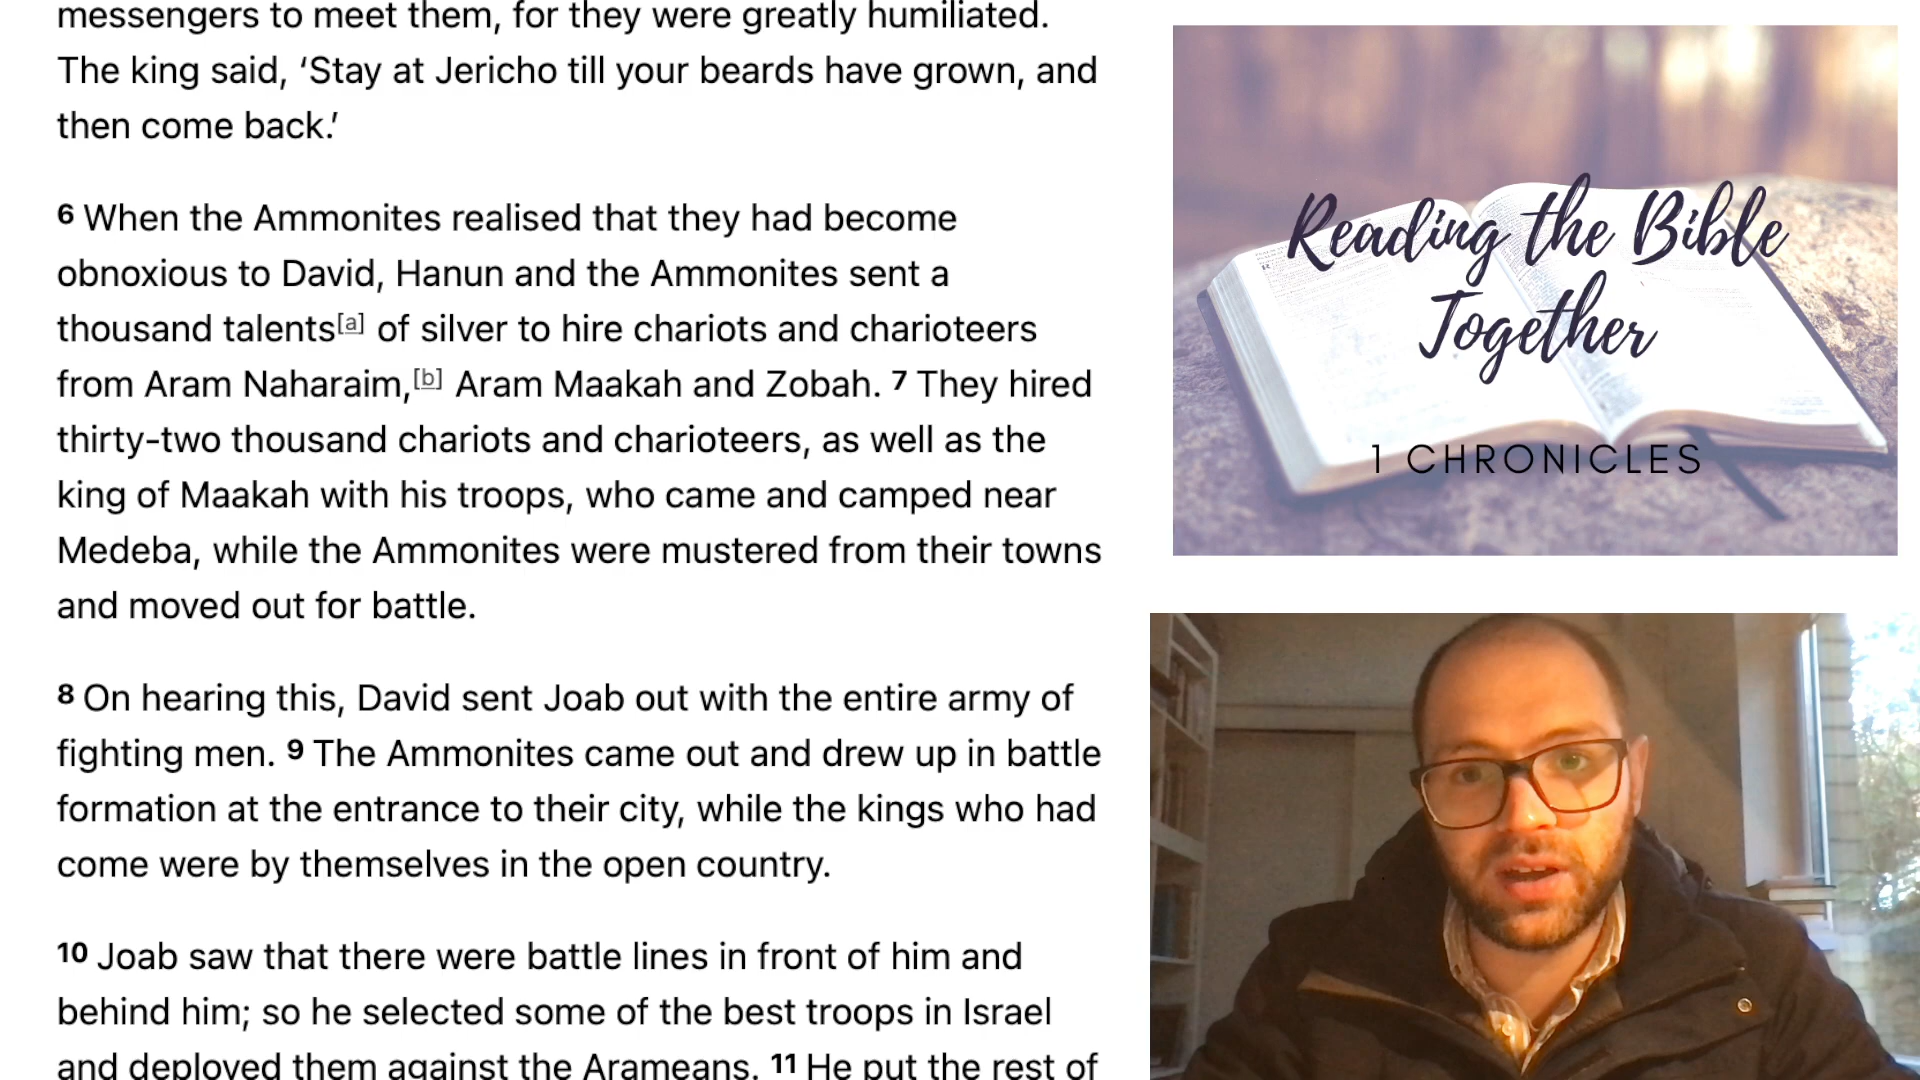 messengers to meet them, for they were greatly humiliated.
The king said, ‘Stay at Jericho till your beards have grown, and
then come back.’
6 When the Ammonites realised that they had become
obnoxious to David, Hanun and the Ammonites sent a
thousand talents[a] of silver to hire chariots and charioteers
from Aram Naharaim,[b] Aram Maakah and Zobah. 7 They hired
thirty-two thousand chariots and charioteers, as well as the
king of Maakah with his troops, who came and camped near
Medeba, while the Ammonites were mustered from their towns
and moved out for battle.
8 On hearing this, David sent Joab out with the entire army of
fighting men. 9 The Ammonites came out and drew up in battle
formation at the entrance to their city, while the kings who had
come were by themselves in the open country.
10 Joab saw that there were battle lines in front of him and
behind him; so he selected some of the best troops in Israel
and deployed them against the Arameans. 11 He put the rest of
Reading the Bible
Together
1 CHRONICLES